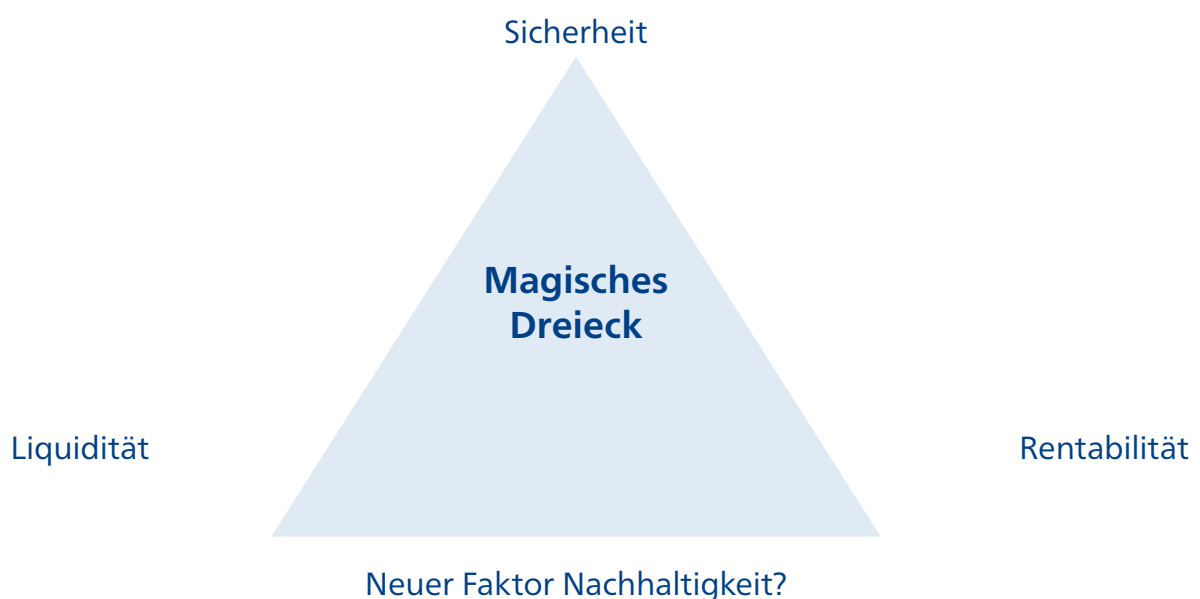 Sicherheit
Magisches
Dreieck
Liquidität
Rentabilität
Neuer Faktor Nachhaltigkeit?